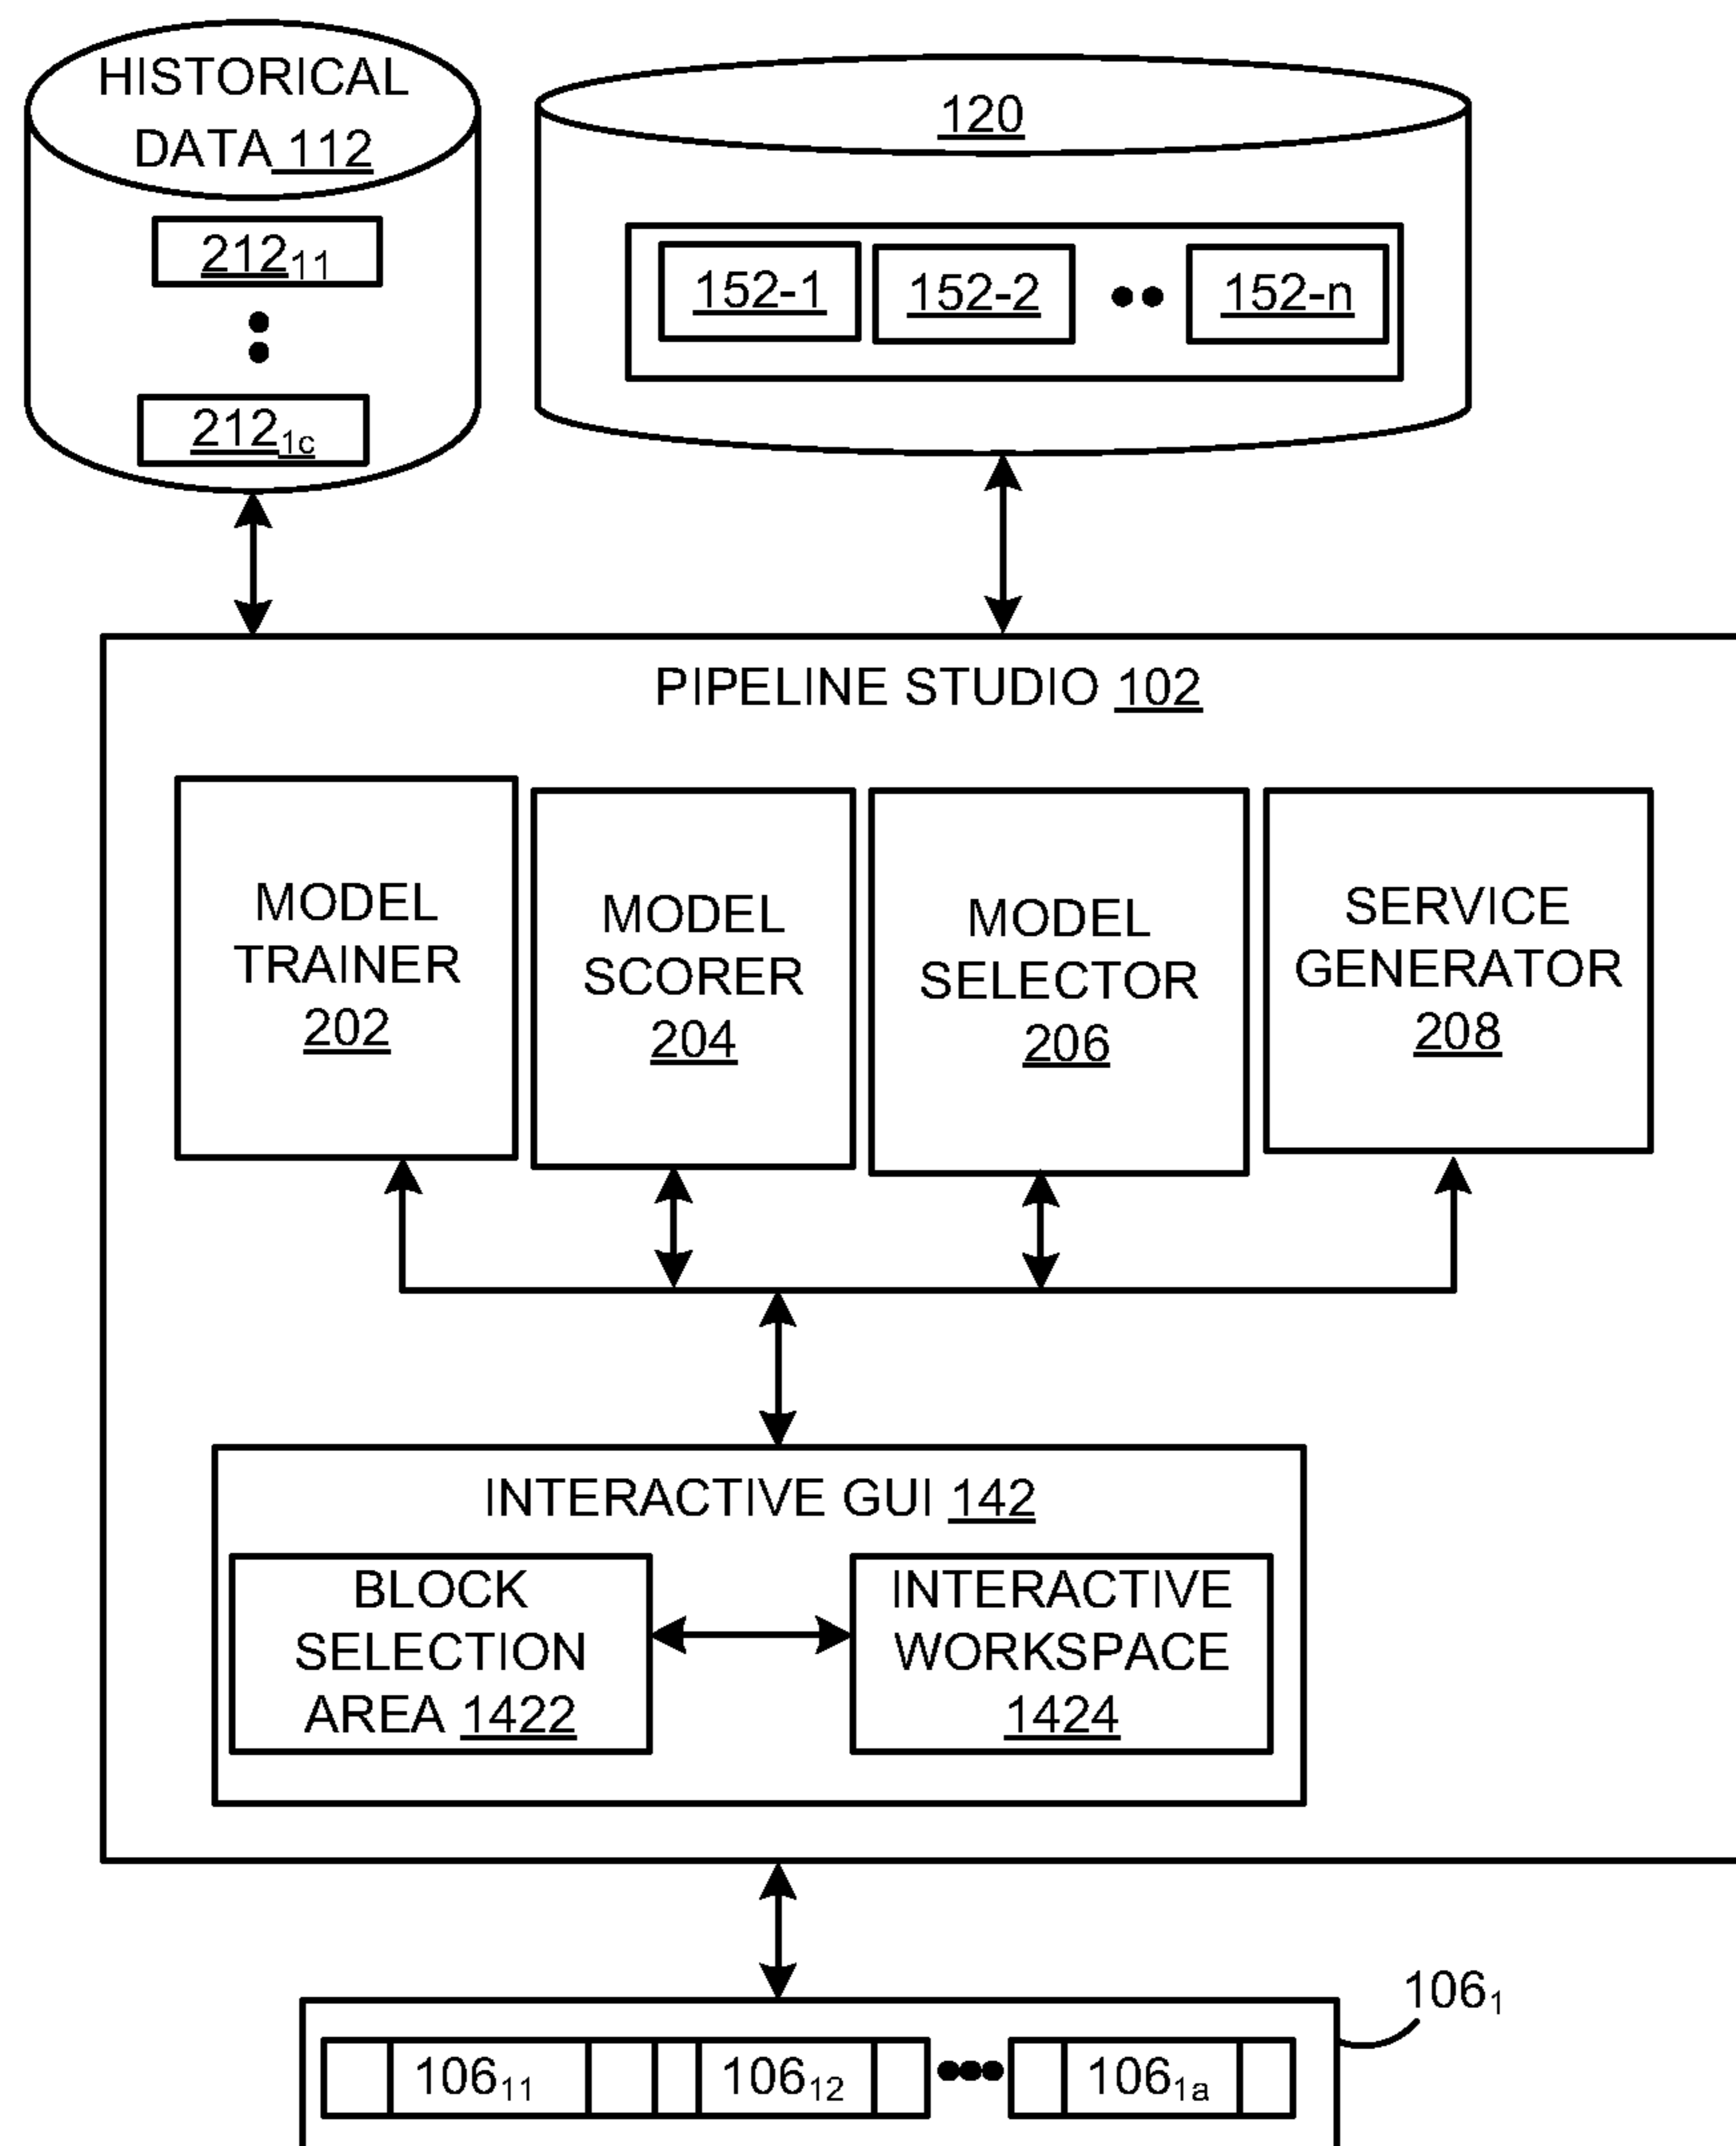 HISTORICAL
DATA 112
212₁₁
212₁c
120
152-1
152-2
152-n
PIPELINE STUDIO 102
MODEL
TRAINER
202
MODEL
SCORER
204
MODEL
SELECTOR
206
SERVICE
GENERATOR
208
INTERACTIVE GUI 142
BLOCK
SELECTION
AREA 1422
INTERACTIVE
WORKSPACE
1424
106₁
106₁₁
106₁₂
106₁ₐ